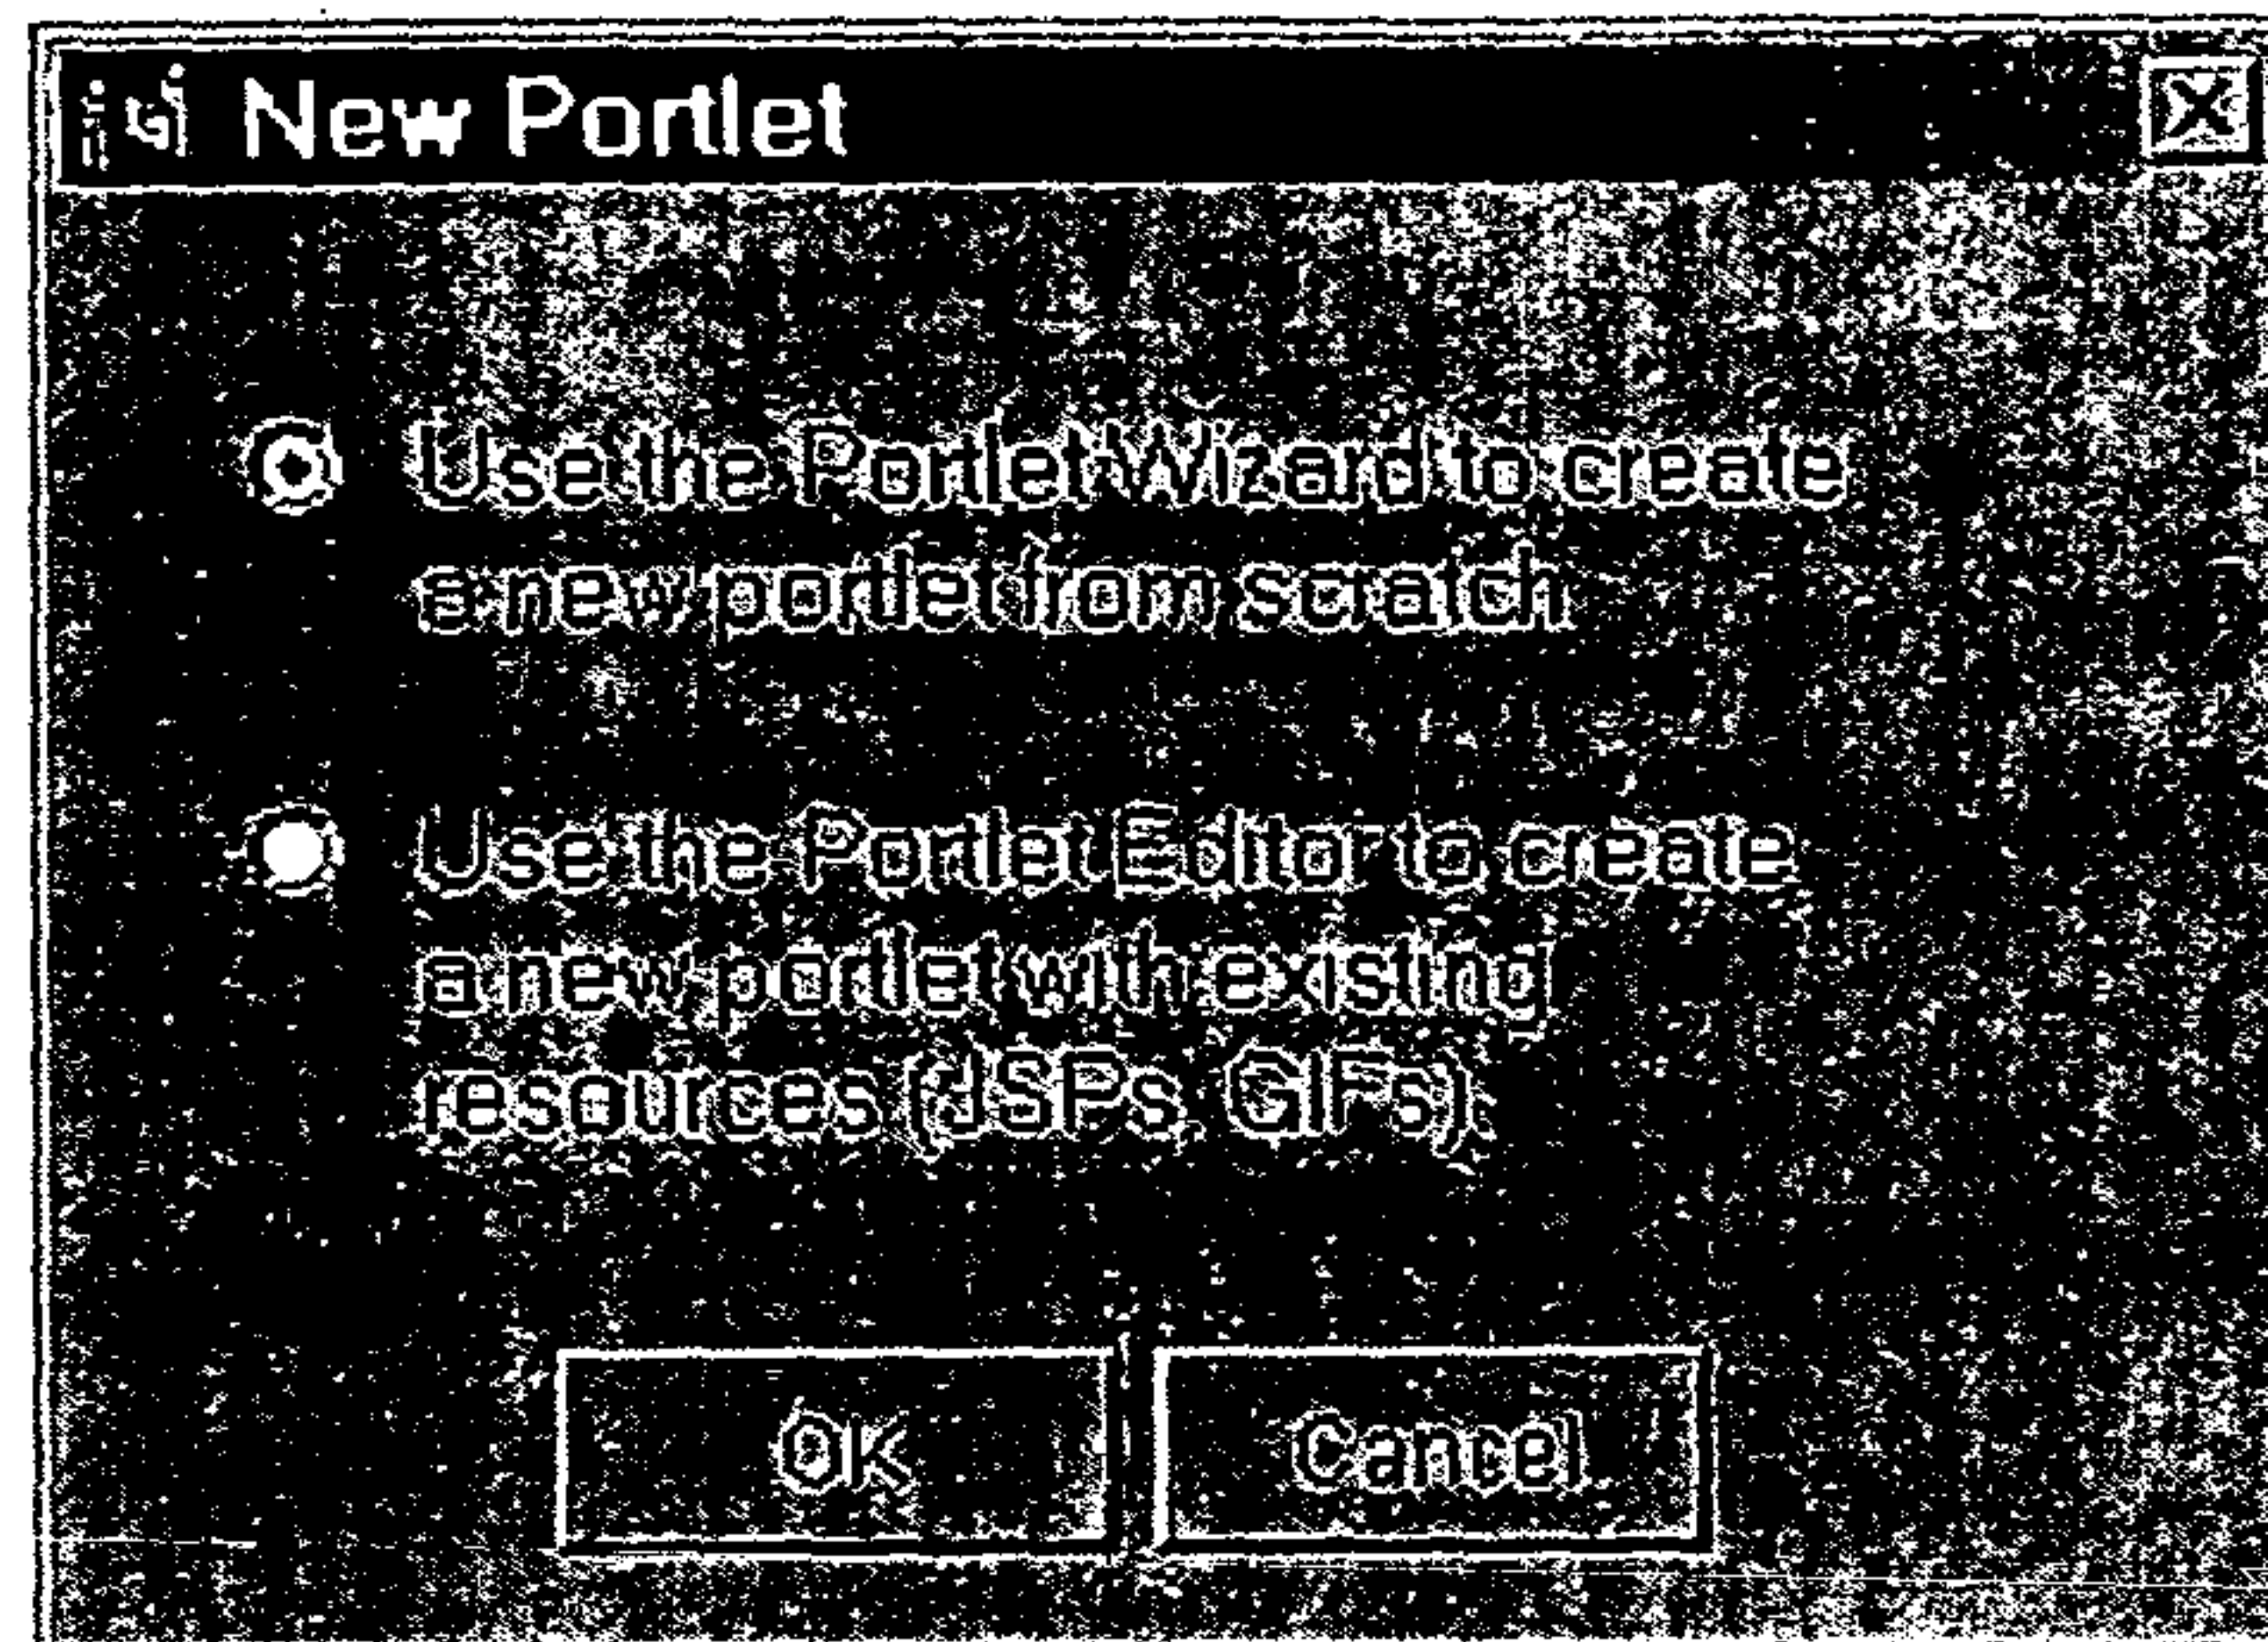 New Portlet
Use the Portlet Wizard to create
a new portlet from scratch
Use the Portlet Editor to create
a new portlet with existing
resources (JSPs, GIFs).
OK
Cancel